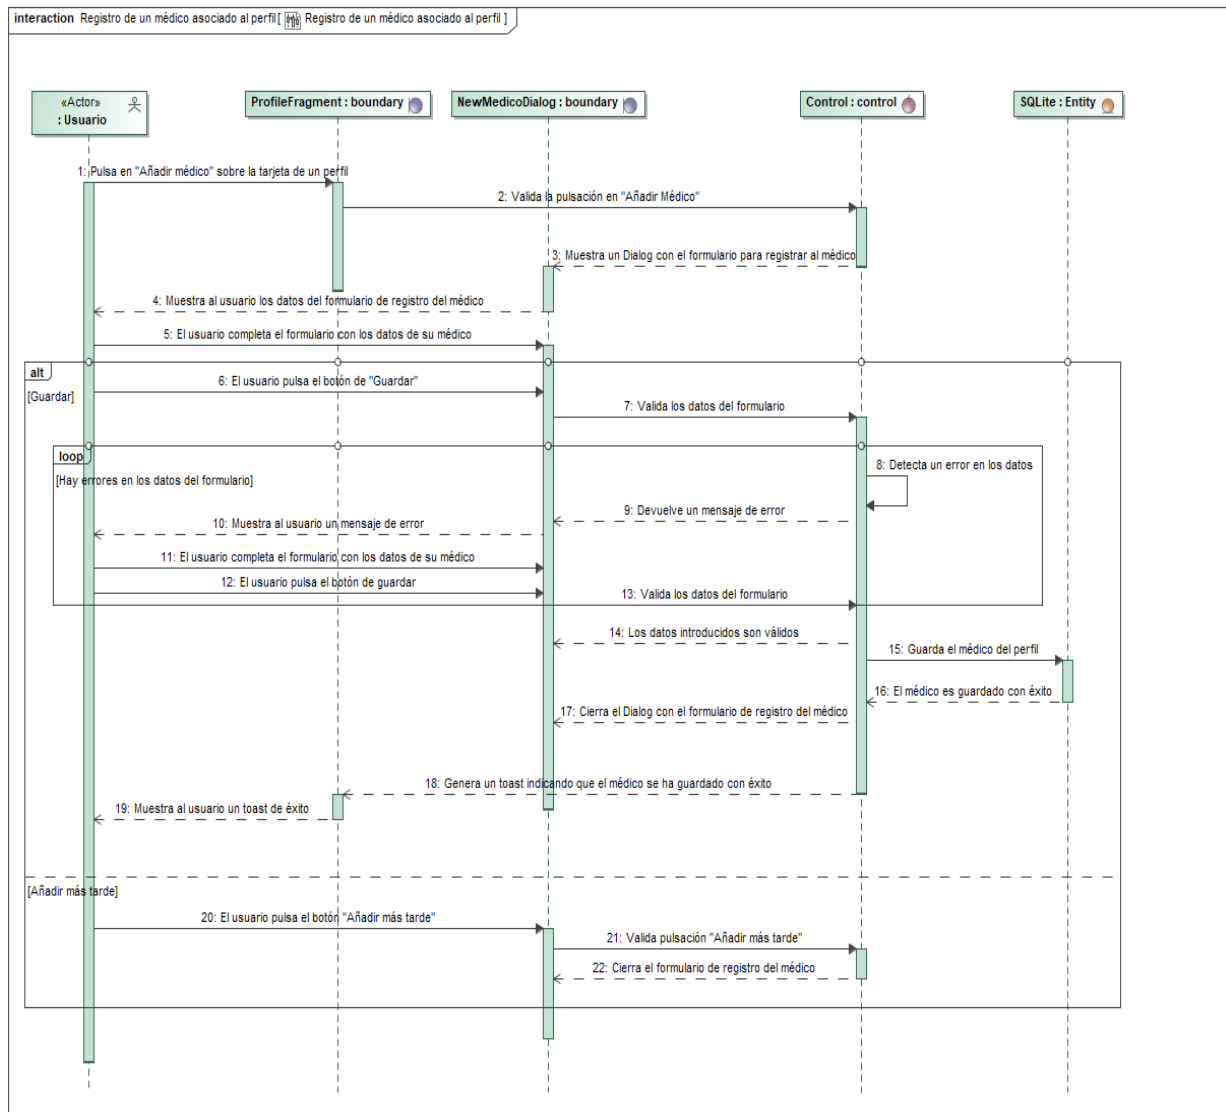 interaction Registro de un médico asociado al perfil[ Registro de un médico asociado al perfil ]
«Actor»
: Usuario
ProfileFragment : boundary
NewMedicoDialog : boundary
Control : control
SQLite : Entity
1: Pulsa en "Añadir médico" sobre la tarjeta de un perfil
2: Valida la pulsación en "Añadir Médico"
3: Muestra un Dialog con el formulario para registrar al médico
4: Muestra al usuario los datos del formulario de registro del médico
5: El usuario completa el formulario con los datos de su médico
alt
[Guardar]
6: El usuario pulsa el botón de "Guardar"
7: Valida los datos del formulario
loop
[Hay errores en los datos del formulario]
8: Detecta un error en los datos
9: Devuelve un mensaje de error
10: Muestra al usuario un mensaje de error
11: El usuario completa el formulario con los datos de su médico
12: El usuario pulsa el botón de guardar
13: Valida los datos del formulario
14: Los datos introducidos son válidos
15: Guarda el médico del perfil
16: El médico es guardado con éxito
17: Cierra el Dialog con el formulario de registro del médico
18: Genera un toast indicando que el médico se ha guardado con éxito
19: Muestra al usuario un toast de éxito
[Añadir más tarde]
20: El usuario pulsa el botón "Añadir más tarde"
21: Valida pulsación "Añadir más tarde"
22: Cierra el formulario de registro del médico